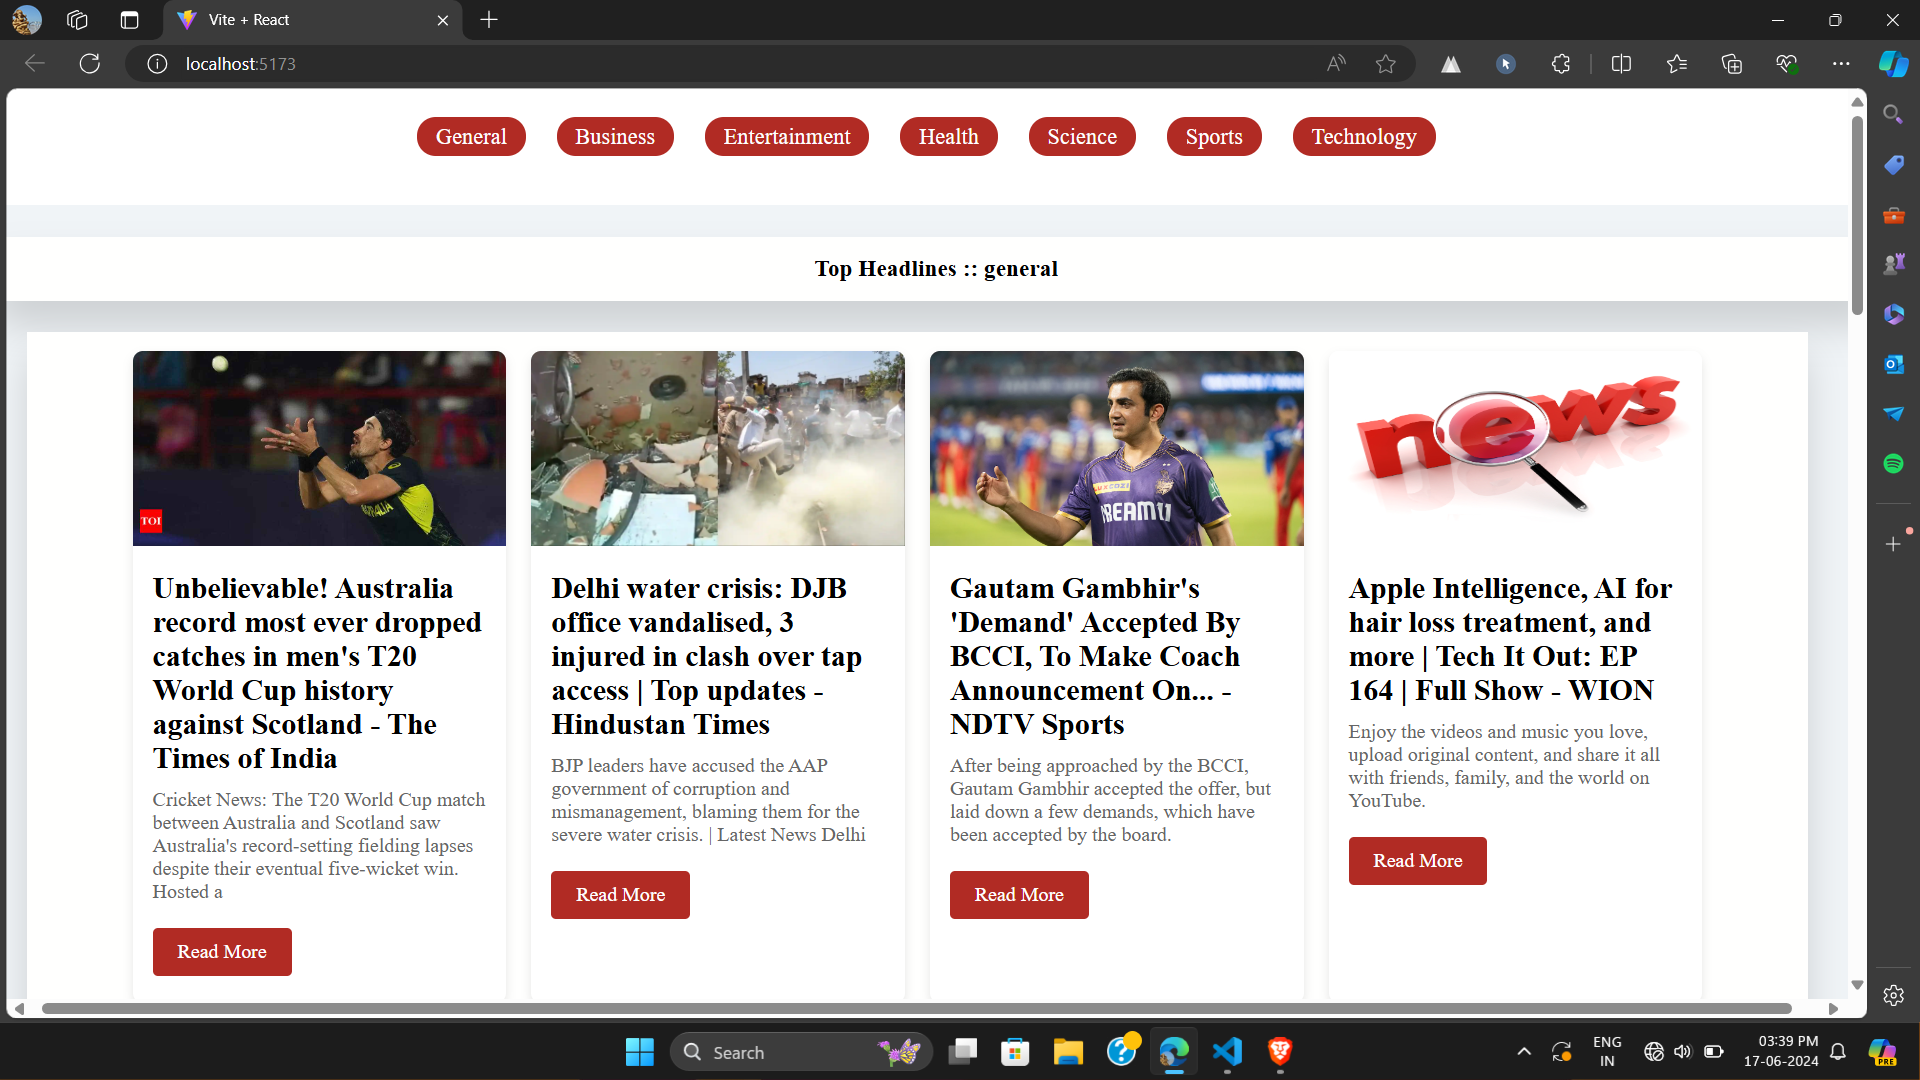 Vite + React
localhost:5173
General
Business
Entertainment
Health
Science
Sports
Technology
Top Headlines :: general
TOI
AUSTRALIA
Unbelievable! Australia
record most ever dropped
catches in men's T20
World Cup history
against Scotland - The
Times of India
Cricket News: The T20 World Cup match
between Australia and Scotland saw
Australia's record-setting fielding lapses
despite their eventual five-wicket win.
Hosted a
Read More
Delhi water crisis: DJB
office vandalised, 3
injured in clash over tap
access | Top updates -
Hindustan Times
BJP leaders have accused the AAP
government of corruption and
mismanagement, blaming them for the
severe water crisis. | Latest News Delhi
Read More
LUX COZI
DREAM11
Gautam Gambhir's
'Demand' Accepted By
BCCI, To Make Coach
Announcement On... -
NDTV Sports
After being approached by the BCCI,
Gautam Gambhir accepted the offer, but
laid down a few demands, which have
been accepted by the board.
Read More
news
Apple Intelligence, AI for
hair loss treatment, and
more | Tech It Out: EP
164 | Full Show - WION
Enjoy the videos and music you love,
upload original content, and share it all
with friends, family, and the world on
YouTube.
Read More
Search
ENG
IN
03:39 PM
17-06-2024
PRE